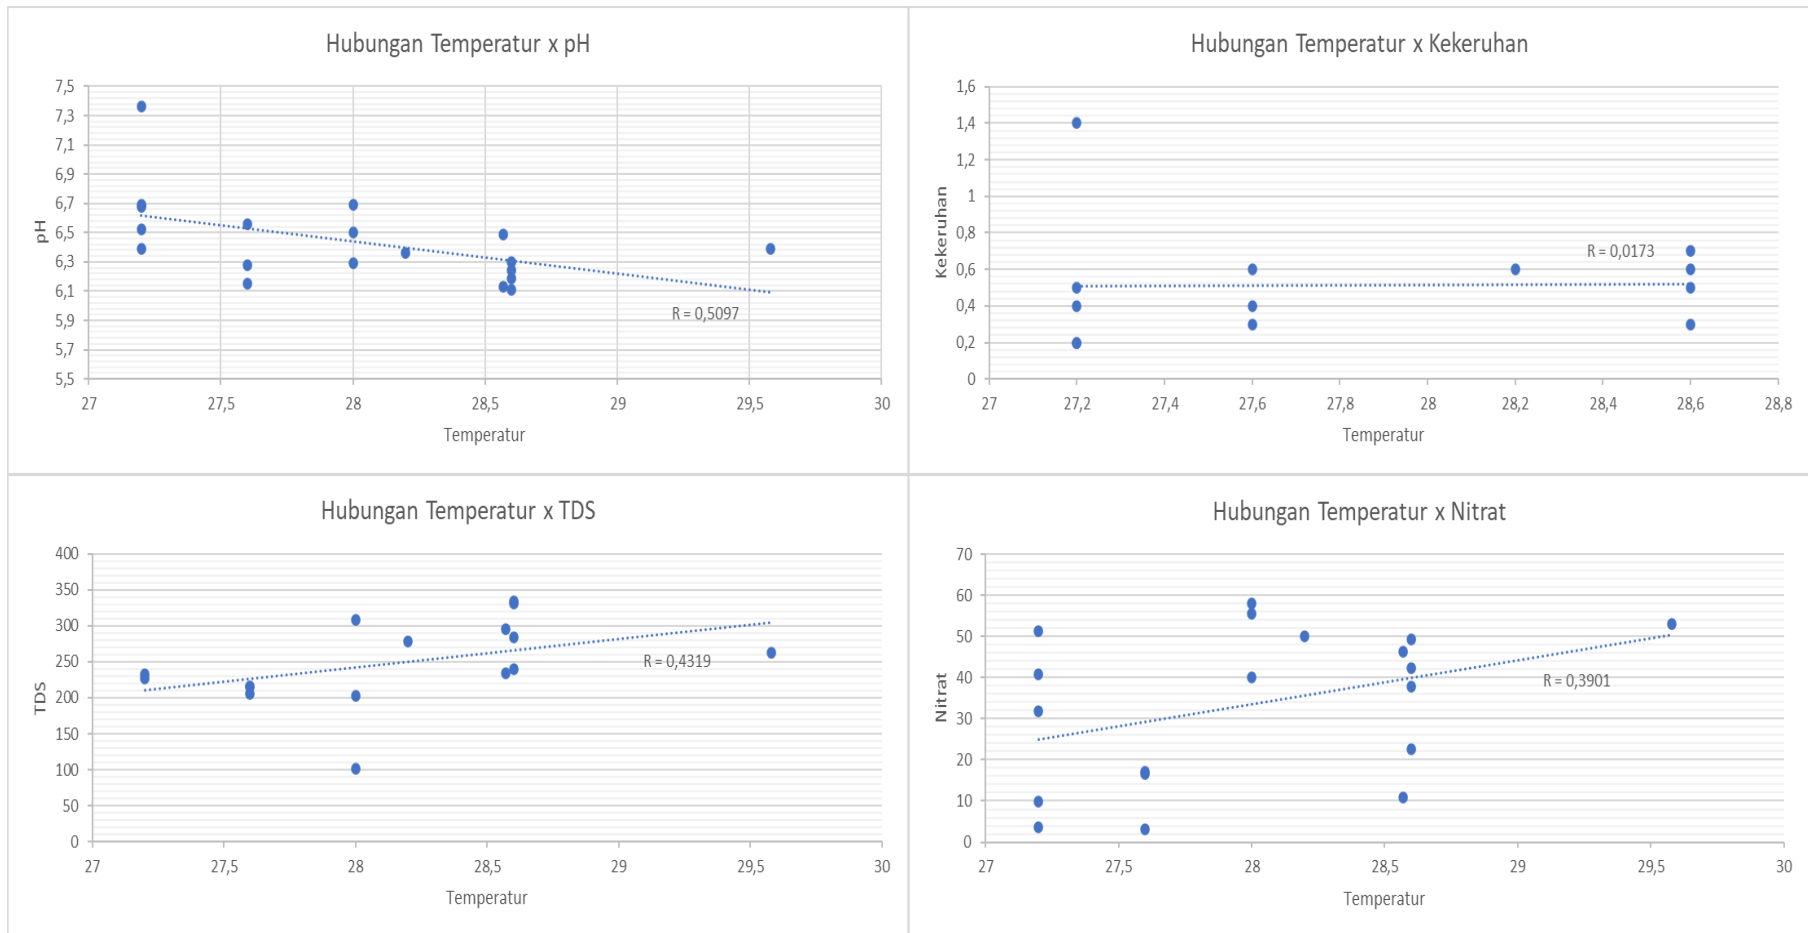 Hubungan Temperatur x pH
7,5
7,3
7,1
6,9
6,7
6,5
6,3
6,1
5,9
5,7
5,5
pH
R = 0,5097
27 27,5 28 28,5 29 29,5 30
Temperatur
Hubungan Temperatur x Kekeruhan
1,6
1,4
1,2
1
0,8
0,6
0,4
0,2
0
Kekeruhan
R = 0,0173
27 27,2 27,4 27,6 27,8 28 28,2 28,4 28,6 28,8
Temperatur
Hubungan Temperatur x TDS
400
350
300
250
200
150
100
50
0
TDS
R = 0,4319
27 27,5 28 28,5 29 29,5 30
Temperatur
Hubungan Temperatur x Nitrat
70
60
50
40
30
20
10
0
Nitrat
R = 0,3901
27 27,5 28 28,5 29 29,5 30
Temperatur